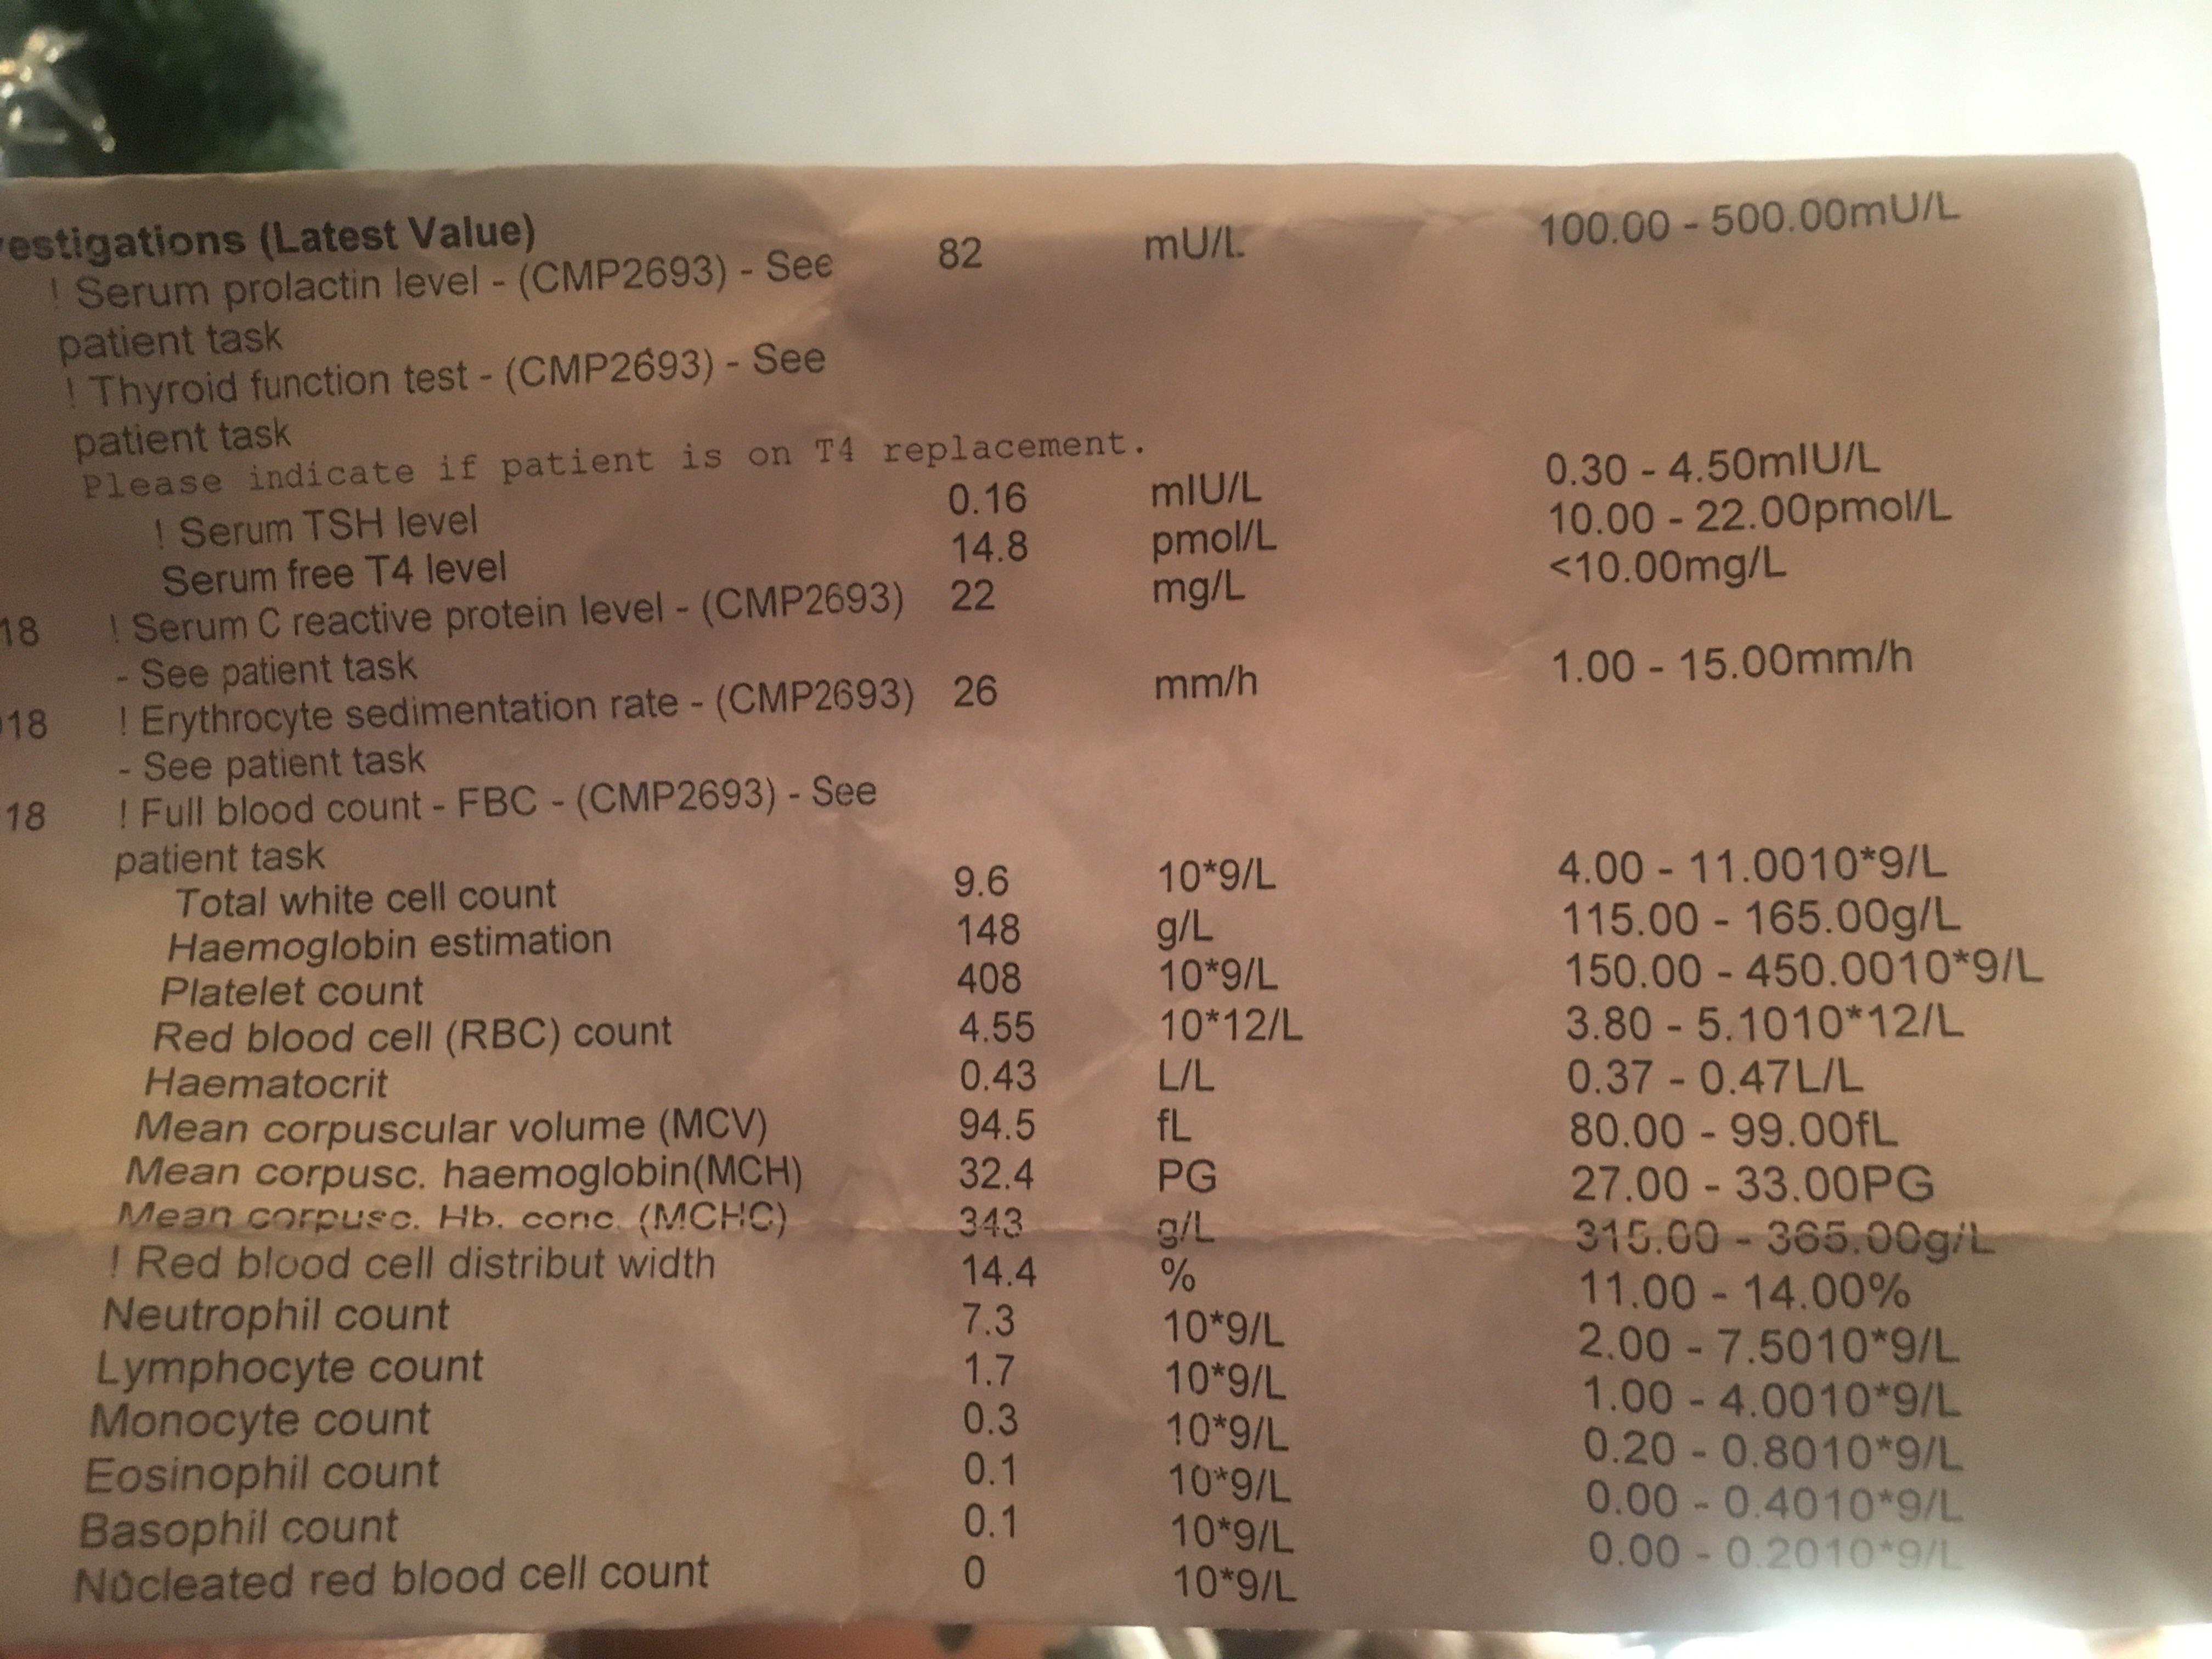 vestigations (Latest Value)
! Serum prolactin level - (CMP2693) - See 82 mU/L 100.00 - 500.00mU/L
patient task
! Thyroid function test - (CMP2693) - See
patient task
Please indicate if patient is on T4 replacement.
! Serum TSH level 0.16 mIU/L 0.30 - 4.50mIU/L
Serum free T4 level 14.8 pmol/L 10.00 - 22.00pmol/L
18 ! Serum C reactive protein level - (CMP2693) 22 mg/L <10.00mg/L
- See patient task
18 ! Erythrocyte sedimentation rate - (CMP2693) 26 mm/h 1.00 - 15.00mm/h
- See patient task
18 ! Full blood count - FBC - (CMP2693) - See
patient task
Total white cell count 9.6 10*9/L 4.00 - 11.0010*9/L
Haemoglobin estimation 148 g/L 115.00 - 165.00g/L
Platelet count 408 10*9/L 150.00 - 450.0010*9/L
Red blood cell (RBC) count 4.55 10*12/L 3.80 - 5.1010*12/L
Haematocrit 0.43 L/L 0.37 - 0.47L/L
Mean corpuscular volume (MCV) 94.5 fL 80.00 - 99.00fL
Mean corpusc. haemoglobin(MCH) 32.4 PG 27.00 - 33.00PG
Mean corpusc. Hb. conc. (MCHC) 343 g/L 315.00 - 365.00g/L
! Red blood cell distribut width 14.4 % 11.00 - 14.00%
Neutrophil count 7.3 10*9/L 2.00 - 7.5010*9/L
Lymphocyte count 1.7 10*9/L 1.00 - 4.0010*9/L
Monocyte count 0.3 10*9/L 0.20 - 0.8010*9/L
Eosinophil count 0.1 10*9/L 0.00 - 0.4010*9/L
Basophil count 0.1 10*9/L 0.00 - 0.2010*9/L
Nucleated red blood cell count 0 10*9/L